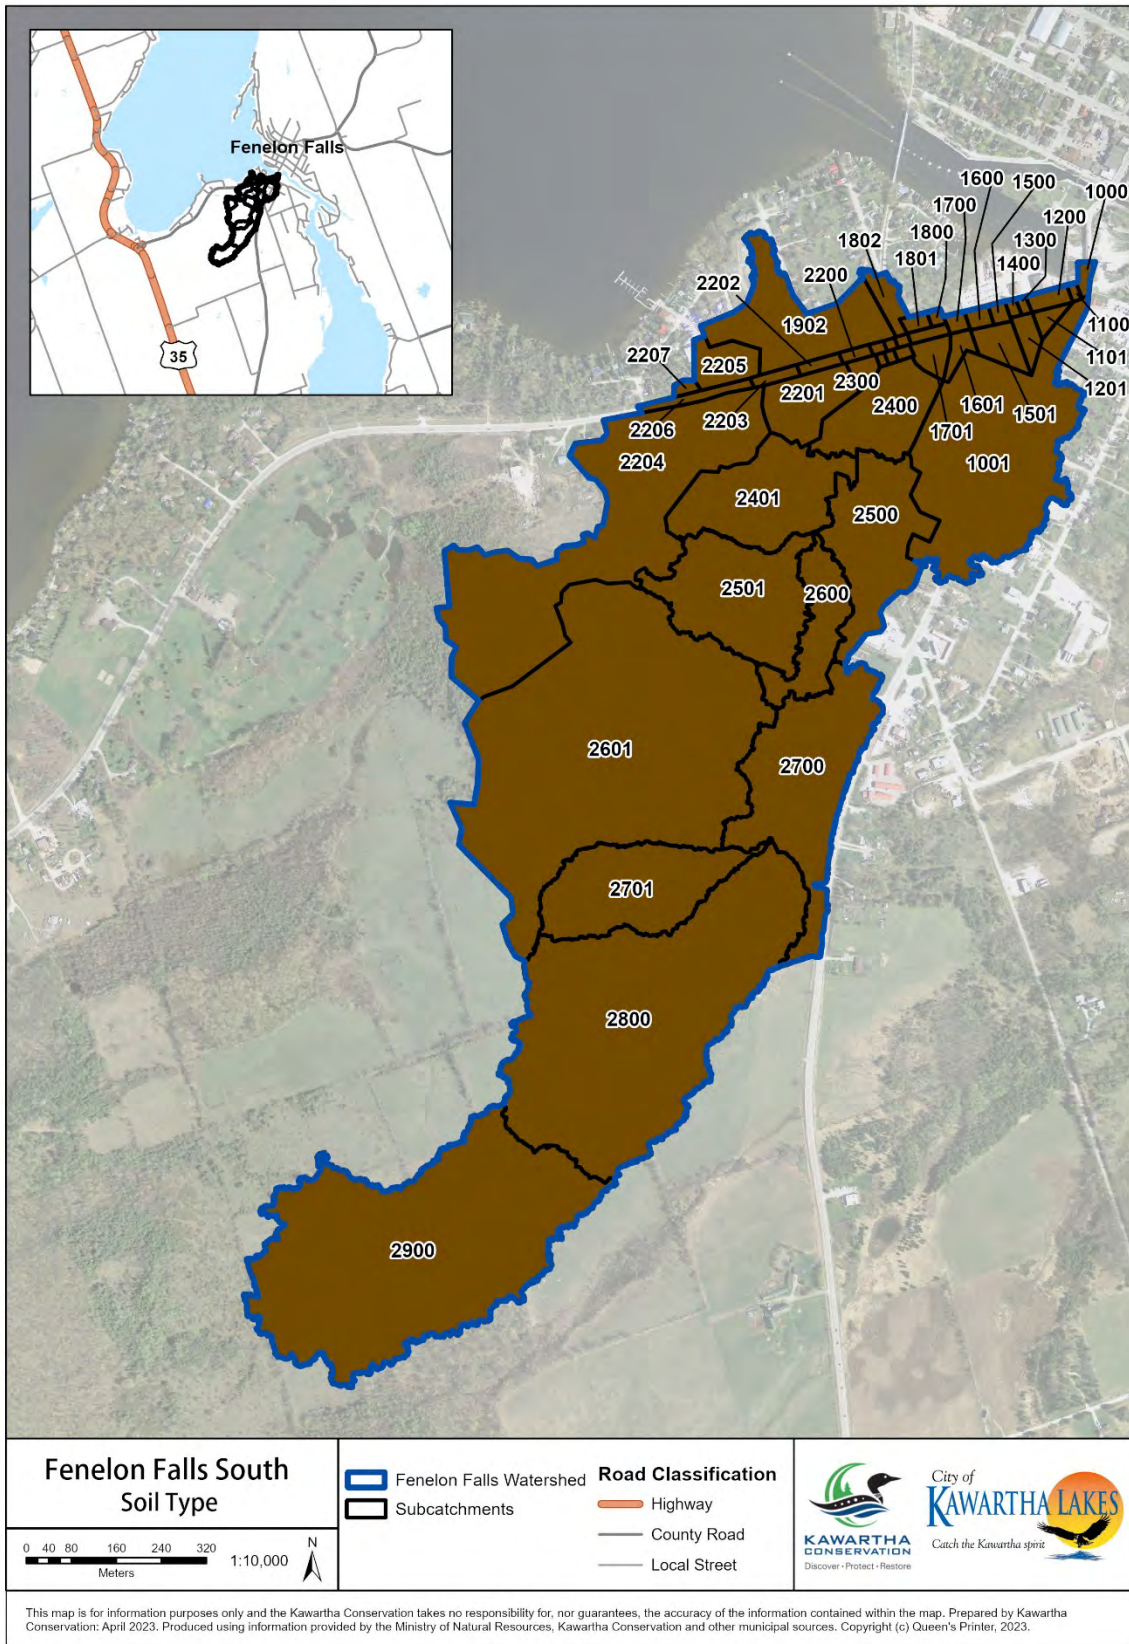 Fenelon Falls
35
1600
1500
1000
1700
1200
1800
1300
1802
1400
1801
2200
2202
1902
1100
2207
1101
2205
2300
1201
2201
2400
1601
1501
2206
2203
1701
2204
1001
2401
2500
2501
2600
2601
2700
2701
2800
2900
Fenelon Falls South
Soil Type
0 40 80 160 240 320
Meters
1:10,000
N
Fenelon Falls Watershed
Subcatchments
Road Classification
Highway
County Road
Local Street
KAWARTHA
CONSERVATION
Discover • Protect • Restore
City of
KAWARTHA LAKES
Catch the Kawartha spirit
This map is for information purposes only and the Kawartha Conservation takes no responsibility for, nor guarantees, the accuracy of the information contained within the map. Prepared by Kawartha
Conservation: April 2023. Produced using information provided by the Ministry of Natural Resources, Kawartha Conservation and other municipal sources. Copyright (c) Queen's Printer, 2023.